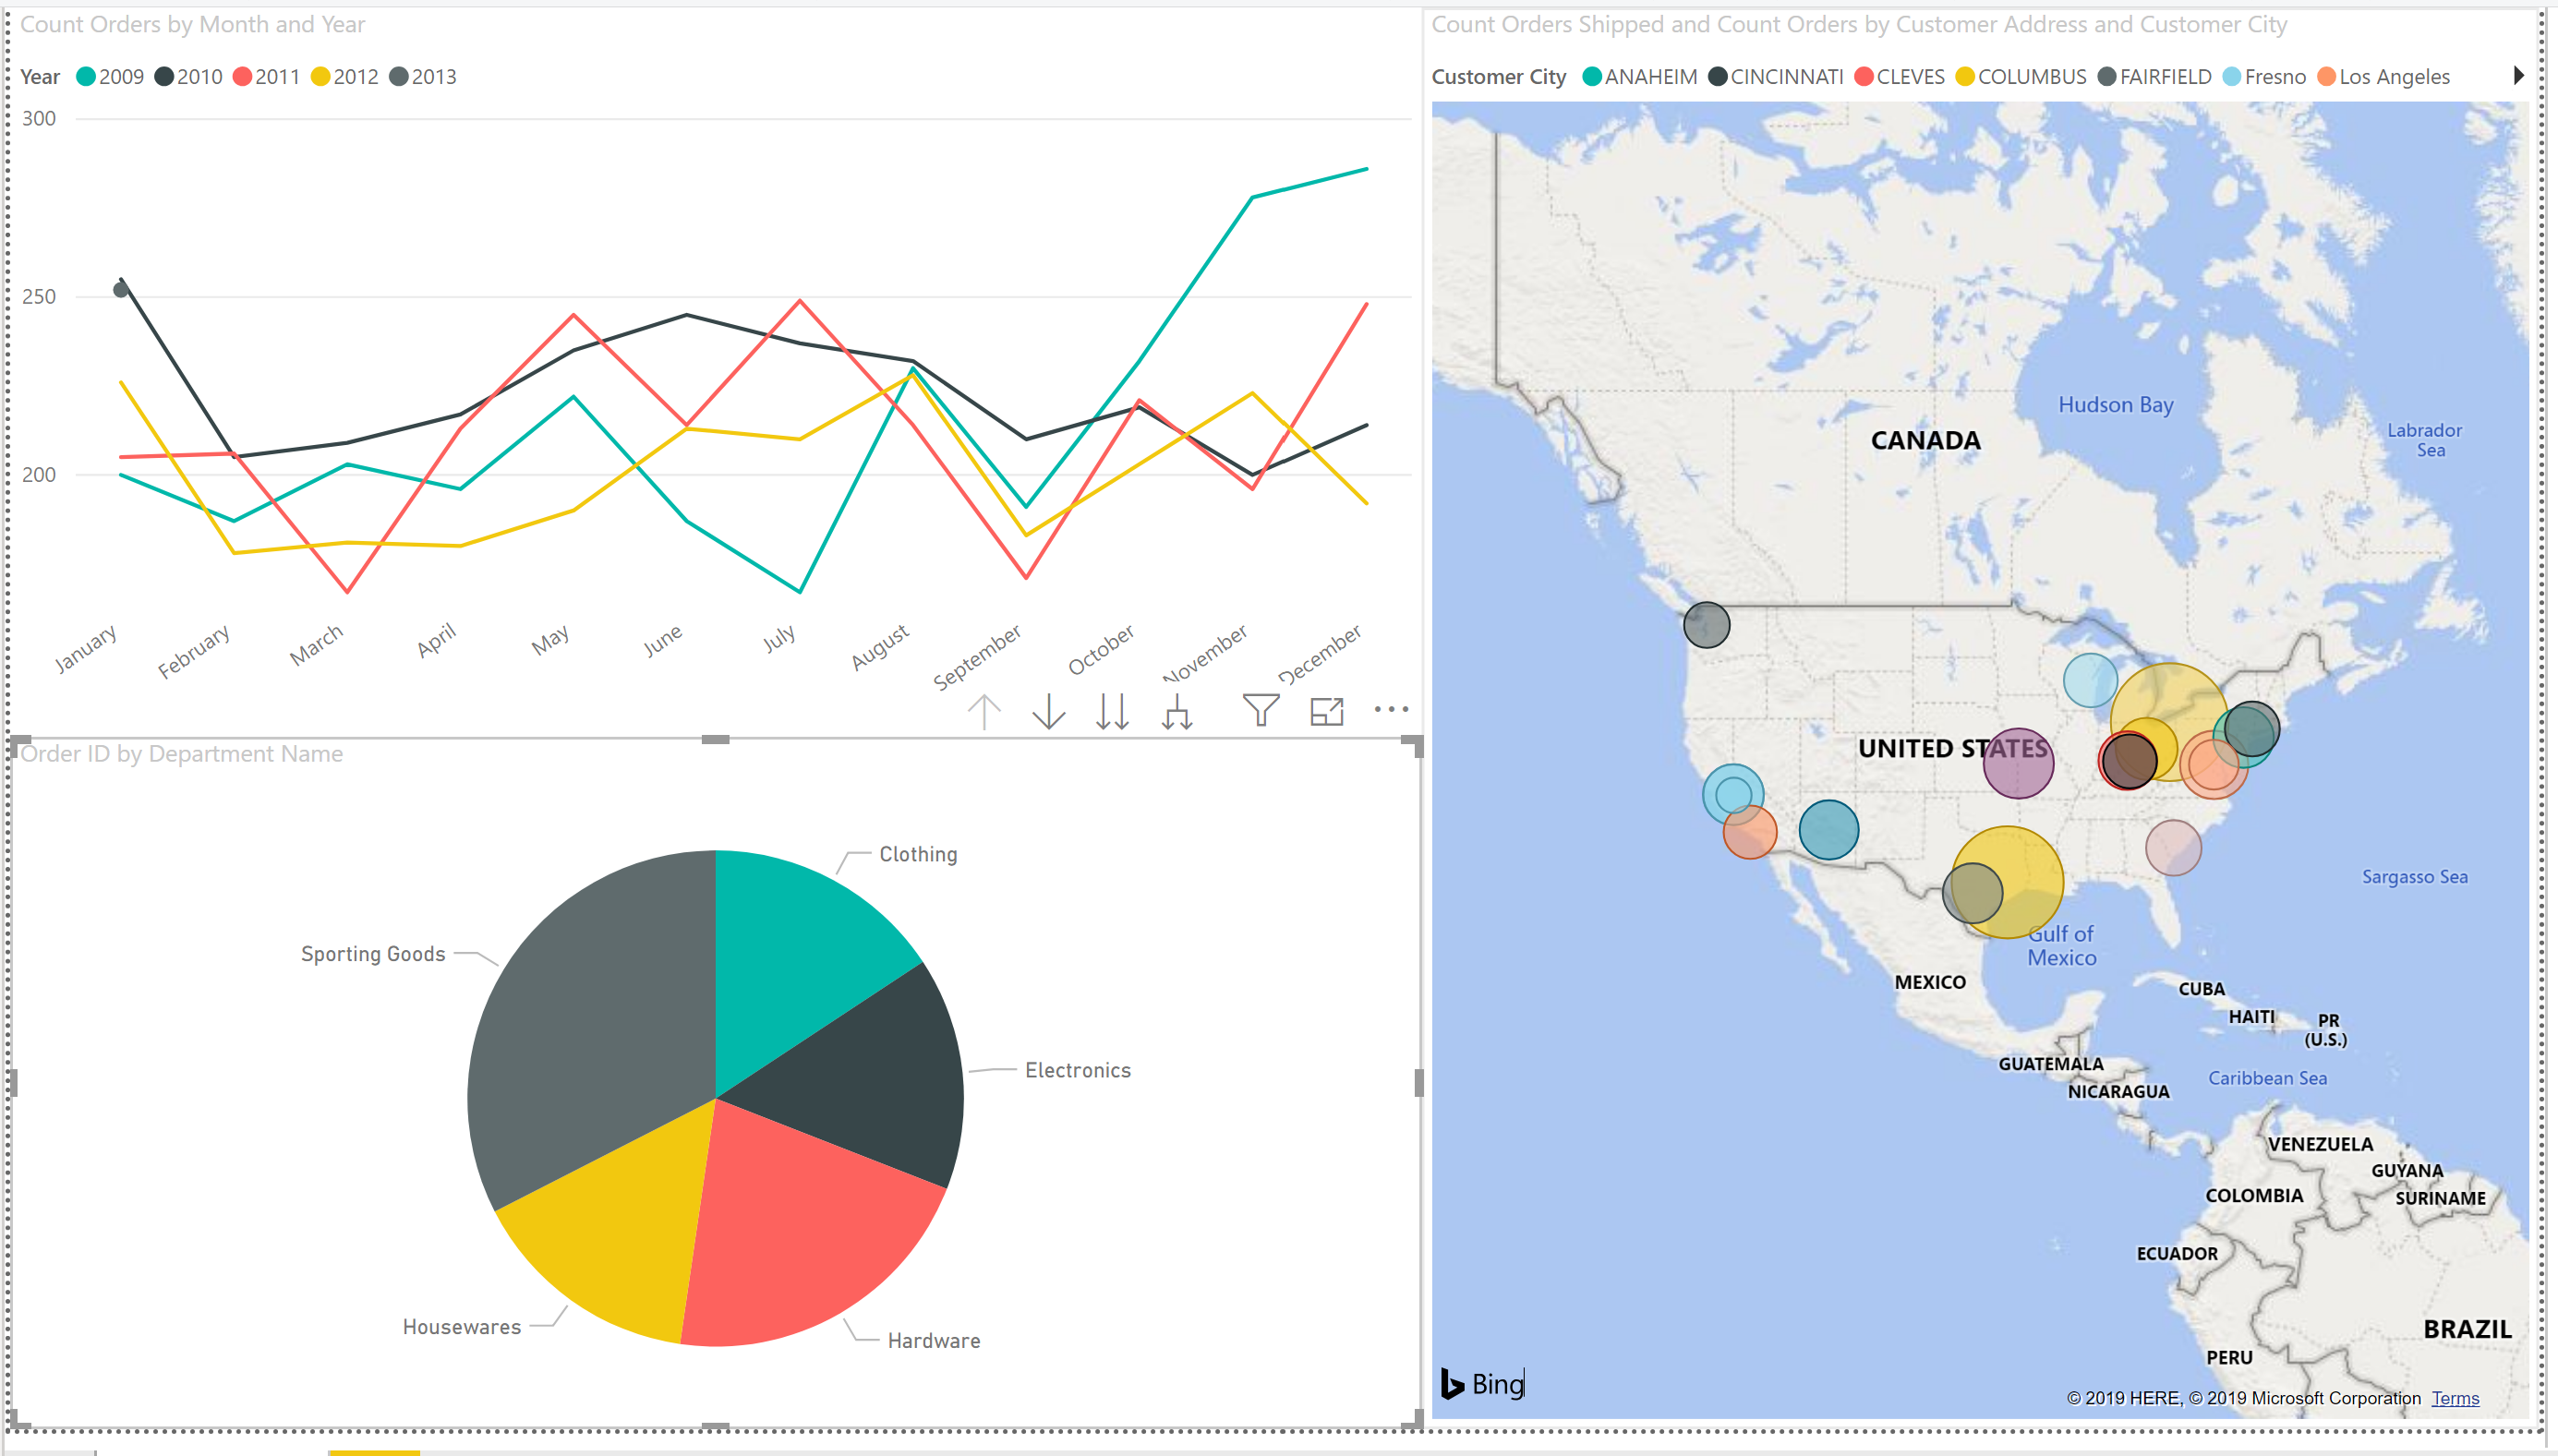 Count Orders by Month and Year
Year 2009 2010 2011 2012 2013
300
250
200
January February March April May June July August September October November December
Order ID by Department Name
Clothing
Sporting Goods
Electronics
Housewares
Hardware
Count Orders Shipped and Count Orders by Customer Address and Customer City
Customer City ANAHEIM CINCINNATI CLEVES COLUMBUS FAIRFIELD Fresno Los Angeles
Hudson Bay
Labrador
Sea
CANADA
UNITED STATES
Sargasso Sea
Gulf of
Mexico
MEXICO
CUBA
HAITI
PR
(U.S.)
GUATEMALA
Caribbean Sea
NICARAGUA
VENEZUELA
GUYANA
COLOMBIA
SURINAME
ECUADOR
BRAZIL
PERU
Bing
© 2019 HERE, © 2019 Microsoft Corporation Terms